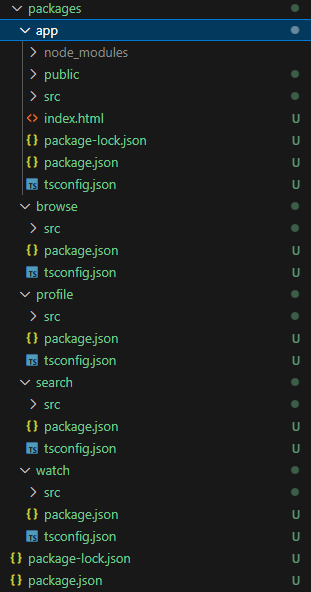 packages
app
node_modules
public
src
<> index.html U
{} package-lock.json U
{} package.json U
TS tsconfig.json U
browse
src
{} package.json U
TS tsconfig.json U
profile
src
{} package.json U
TS tsconfig.json U
search
src
{} package.json U
TS tsconfig.json U
watch
src
{} package.json U
TS tsconfig.json U
{} package-lock.json U
{} package.json U